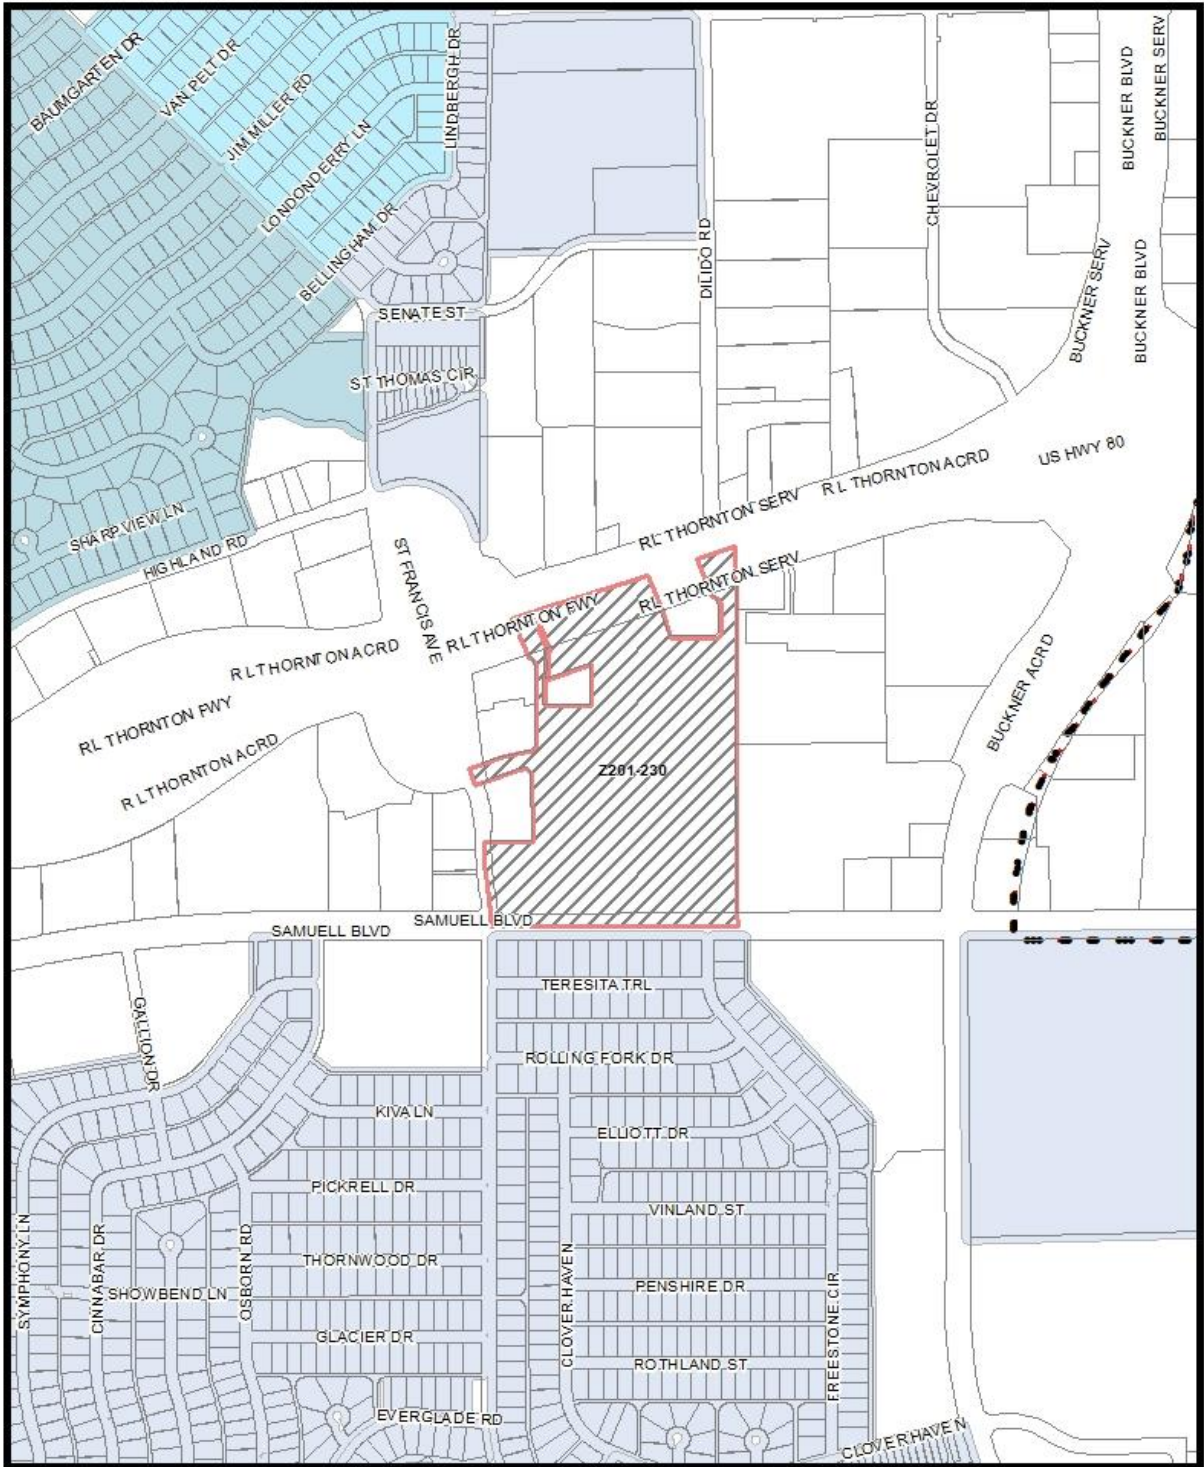 BAUMGARTEN DR
VAN PELT DR
JIM MILLER RD
LONDONDERRY LN
LINDBERGH DR
BELLINGHAM DR
DILIDO RD
CHEVROLET DR
BUCKNER BLVD
BUCKNER SERV
BUCKNER SERV
BUCKNER BLVD
SENATE ST
ST THOMAS CIR
SHARPVIEW LN
HIGHLAND RD
ST FRANCIS AVE
R L THORNTON SERV
R L THORNTON ACRD
US HWY 80
R L THORNTON SERV
R L THORNTON FWY
R L THORNTON ACRD
R L THORNTON FWY
R L THORNTON ACRD
BUCKNER ACRD
Z201-230
SAMUELL BLVD
SAMUELL BLVD
GALLION DR
TERESITA TRL
ROLLING FORK DR
KIVA LN
ELLIOTT DR
PICKRELL DR
VINLAND ST
SYMPHONY LN
CINNABAR DR
OSBORN RD
THORNWOOD DR
CLOVER HAVEN
SHOWBEND LN
PENSHIRE DR
FREESTONE CIR
GLACIER DR
ROTHLAND ST
EVERGLADE RD
CLOVER HAVEN